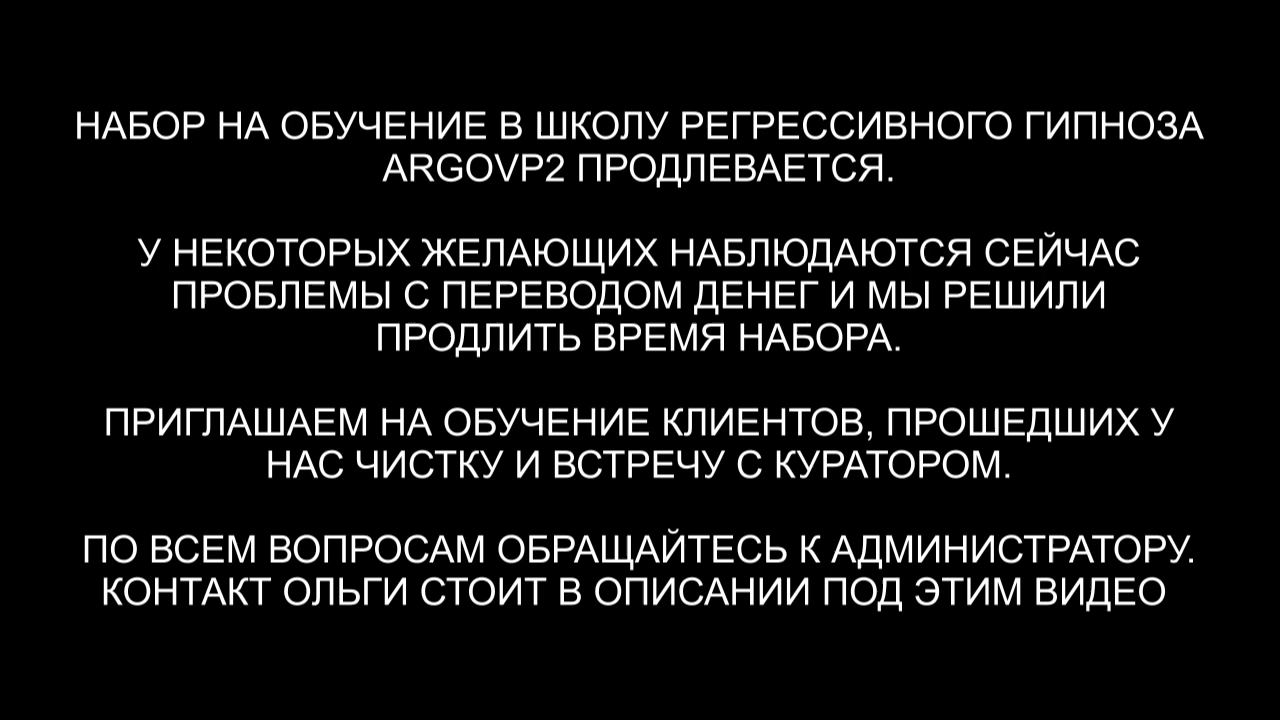 НАБОР НА ОБУЧЕНИЕ В ШКОЛУ РЕГРЕССИВНОГО ГИПНОЗА
ARGOVP2 ПРОДЛЕВАЕТСЯ.
У НЕКОТОРЫХ ЖЕЛАЮЩИХ НАБЛЮДАЮТСЯ СЕЙЧАС
ПРОБЛЕМЫ С ПЕРЕВОДОМ ДЕНЕГ И МЫ РЕШИЛИ
ПРОДЛИТЬ ВРЕМЯ НАБОРА.
ПРИГЛАШАЕМ НА ОБУЧЕНИЕ КЛИЕНТОВ, ПРОШЕДШИХ У
НАС ЧИСТКУ И ВСТРЕЧУ С КУРАТОРОМ.
ПО ВСЕМ ВОПРОСАМ ОБРАЩАЙТЕСЬ К АДМИНИСТРАТОРУ.
КОНТАКТ ОЛЬГИ СТОИТ В ОПИСАНИИ ПОД ЭТИМ ВИДЕО